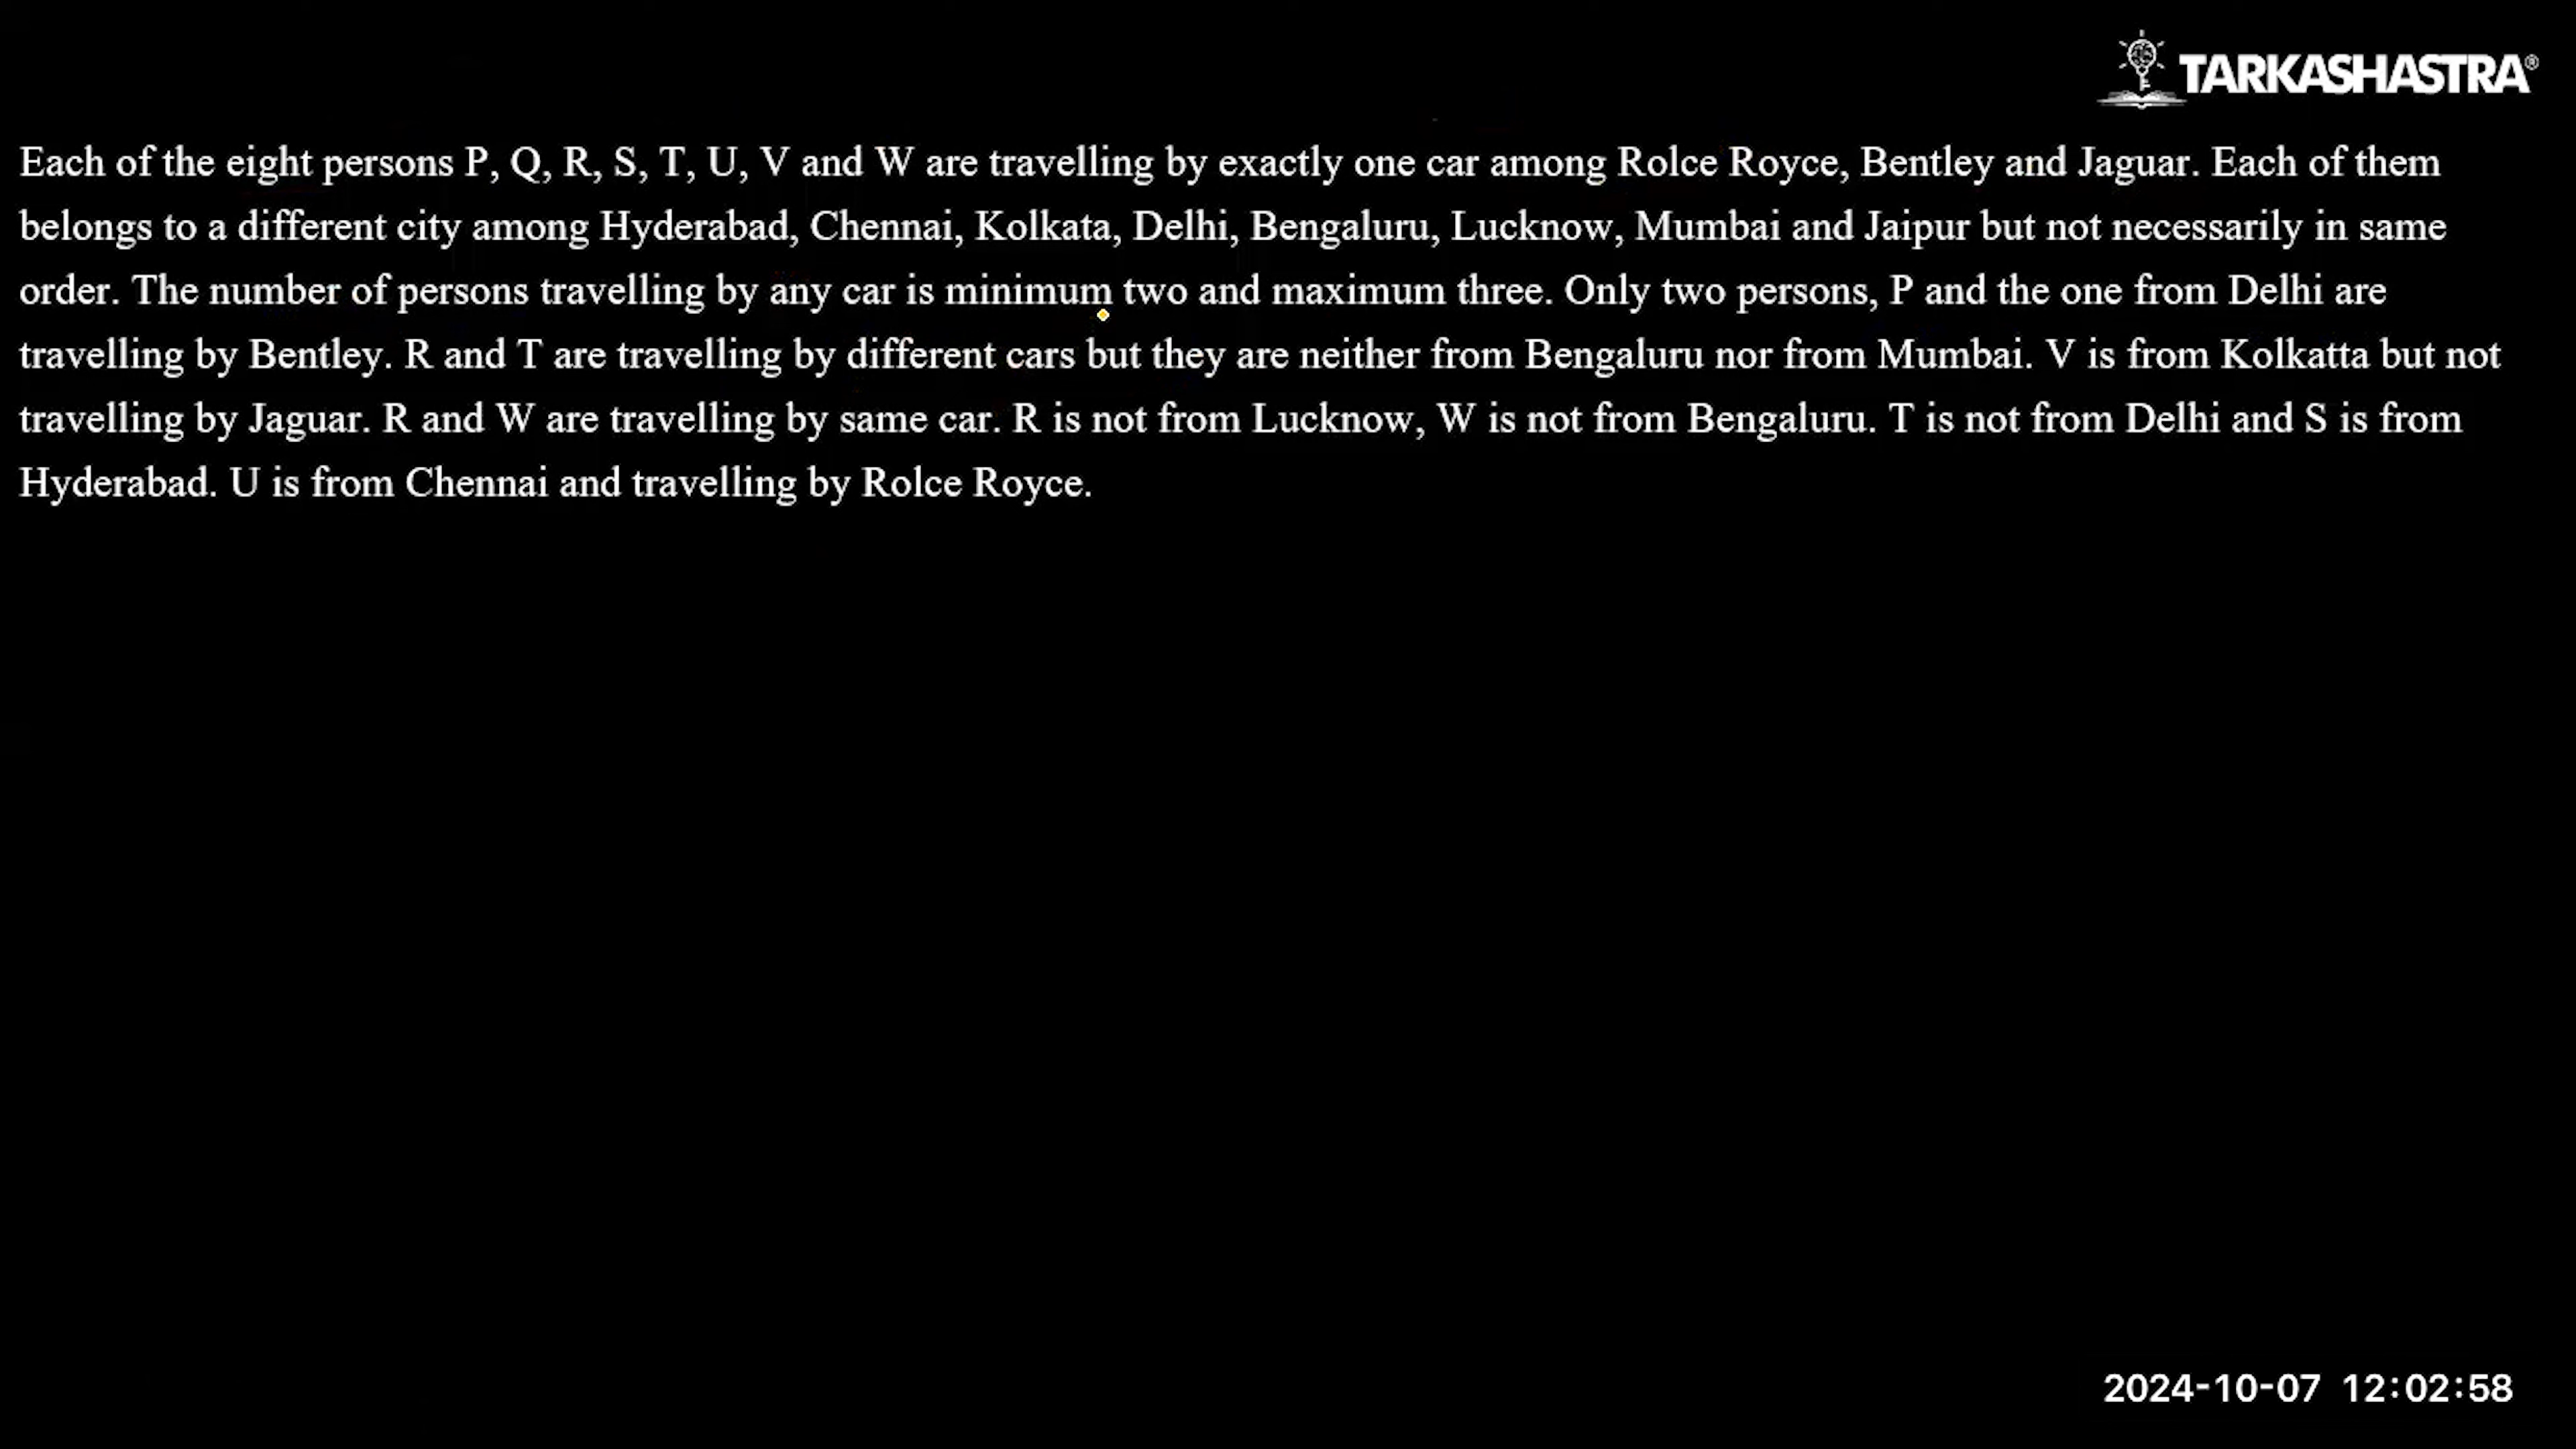 TARKASHASTRA®
Each of the eight persons P, Q, R, S, T, U, V and W are travelling by exactly one car among Rolce Royce, Bentley and Jaguar. Each of them
belongs to a different city among Hyderabad, Chennai, Kolkata, Delhi, Bengaluru, Lucknow, Mumbai and Jaipur but not necessarily in same
order. The number of persons travelling by any car is minimum two and maximum three. Only two persons, P and the one from Delhi are
travelling by Bentley. R and T are travelling by different cars but they are neither from Bengaluru nor from Mumbai. V is from Kolkatta but not
travelling by Jaguar. R and W are travelling by same car. R is not from Lucknow, W is not from Bengaluru. T is not from Delhi and S is from
Hyderabad. U is from Chennai and travelling by Rolce Royce.
2024-10-07 12:02:58